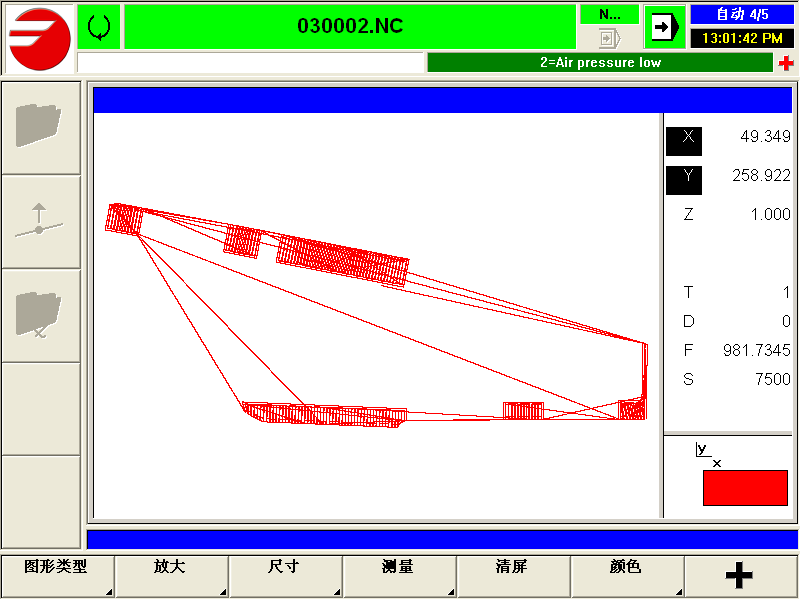 030002.NC
N...
自动 4/5
13:01:42 PM
2=Air pressure low
X 49.349
Y 258.922
Z 1.000
T 1
D 0
F 981.7345
S 7500
y
x
图形类型 放大 尺寸 测量 清屏 颜色